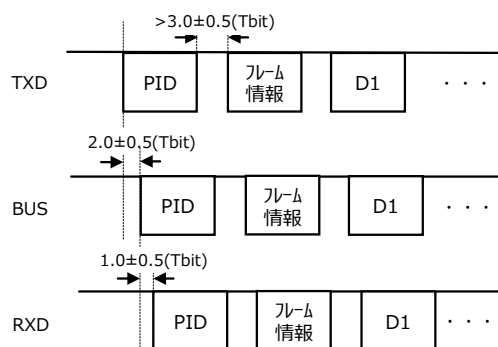 >3.0±0.5(Tbit)
TXD PID フレーム情報 D1 ・・・
2.0±0.5(Tbit)
BUS PID フレーム情報 D1 ・・・
1.0±0.5(Tbit)
RXD PID フレーム情報 D1 ・・・